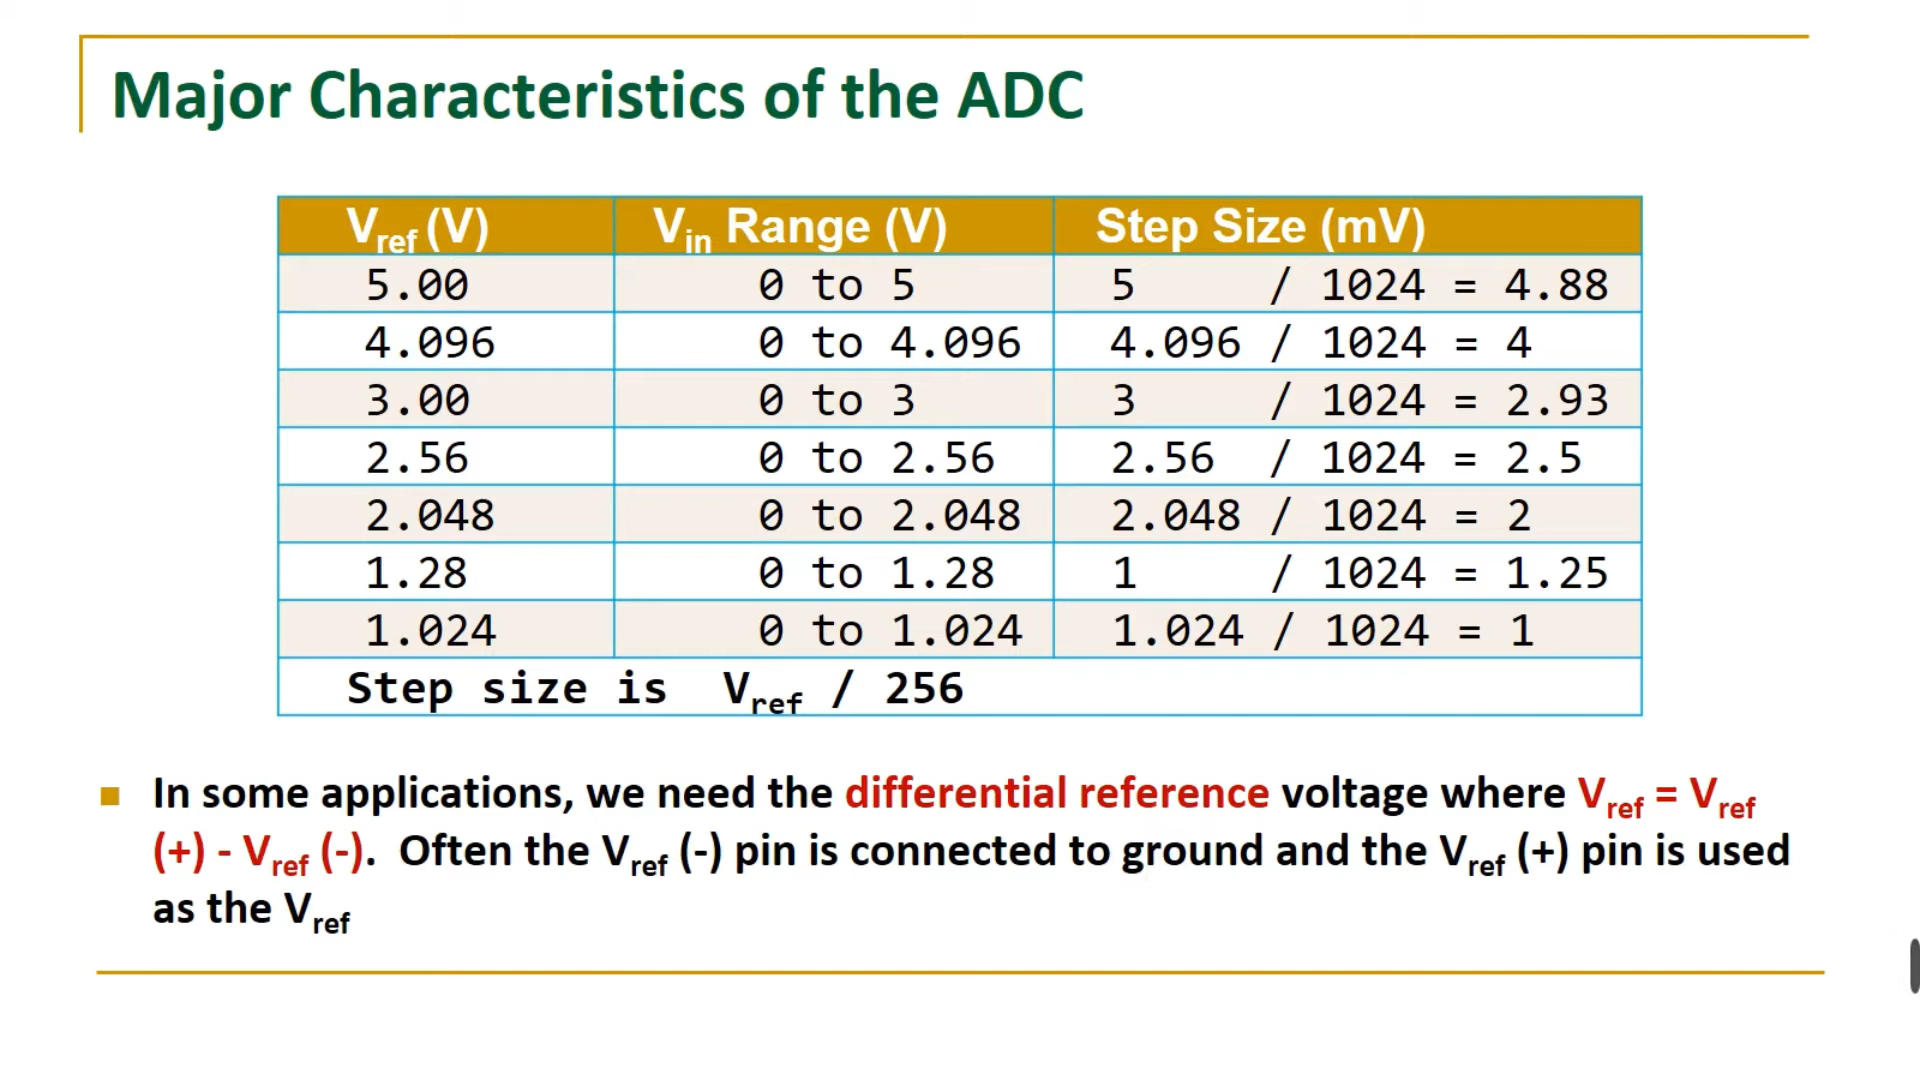 Major Characteristics of the ADC
Vref (V) Vin Range (V) Step Size (mV)
5.00 0 to 5 5 / 1024 = 4.88
4.096 0 to 4.096 4.096 / 1024 = 4
3.00 0 to 3 3 / 1024 = 2.93
2.56 0 to 2.56 2.56 / 1024 = 2.5
2.048 0 to 2.048 2.048 / 1024 = 2
1.28 0 to 1.28 1 / 1024 = 1.25
1.024 0 to 1.024 1.024 / 1024 = 1
Step size is Vref / 256
In some applications, we need the differential reference voltage where Vref = Vref
(+) - Vref (-). Often the Vref (-) pin is connected to ground and the Vref (+) pin is used
as the Vref